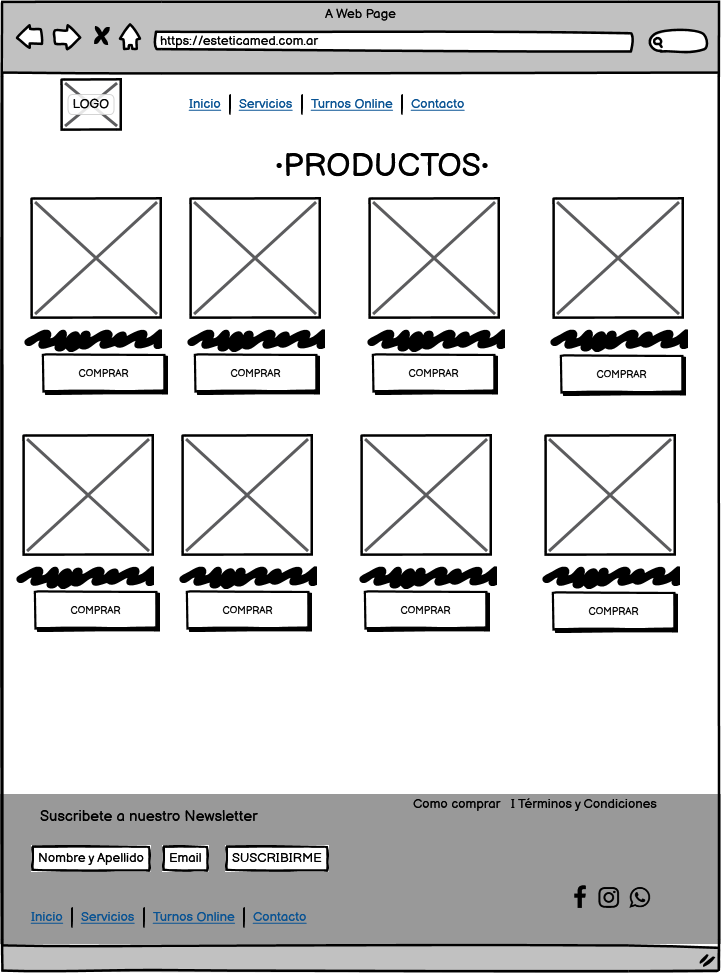 A Web Page
https://esteticamed.com.ar
LOGO
Inicio | Servicios | Turnos Online | Contacto
·PRODUCTOS·
COMPRAR COMPRAR COMPRAR COMPRAR
COMPRAR COMPRAR COMPRAR COMPRAR
Como comprar I Términos y Condiciones
Suscribete a nuestro Newsletter
Nombre y Apellido Email SUSCRIBIRME
Inicio | Servicios | Turnos Online | Contacto